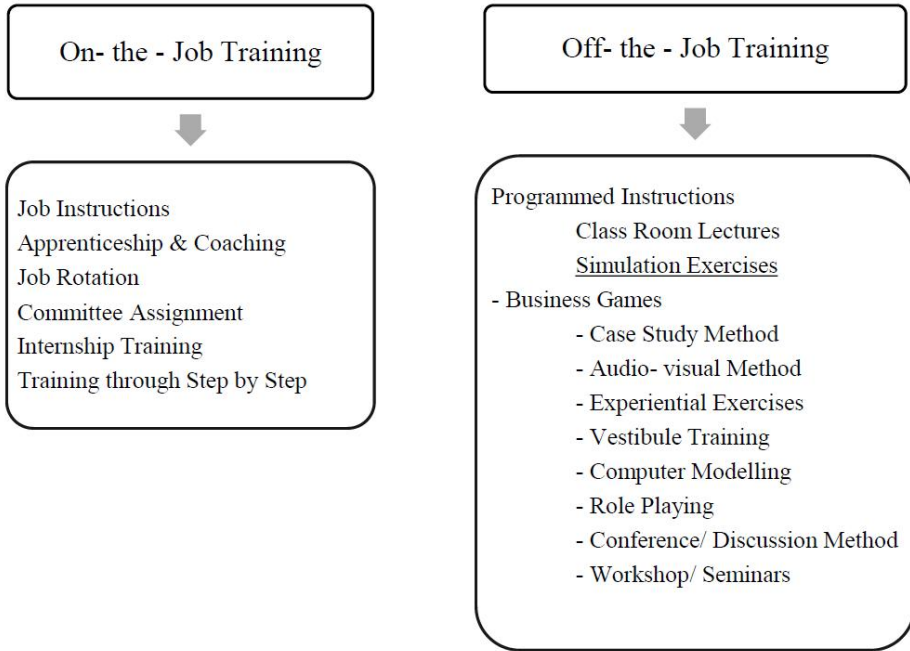 On- the - Job Training
Job Instructions
Apprenticeship & Coaching
Job Rotation
Committee Assignment
Internship Training
Training through Step by Step
Off- the - Job Training
Programmed Instructions
Class Room Lectures
Simulation Exercises
- Business Games
- Case Study Method
- Audio- visual Method
- Experiential Exercises
- Vestibule Training
- Computer Modelling
- Role Playing
- Conference/ Discussion Method
- Workshop/ Seminars